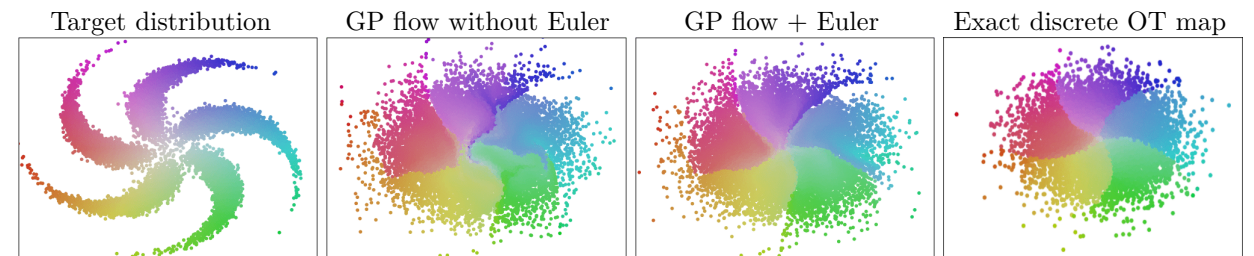 Target distribution
GP flow without Euler
GP flow + Euler
Exact discrete OT map